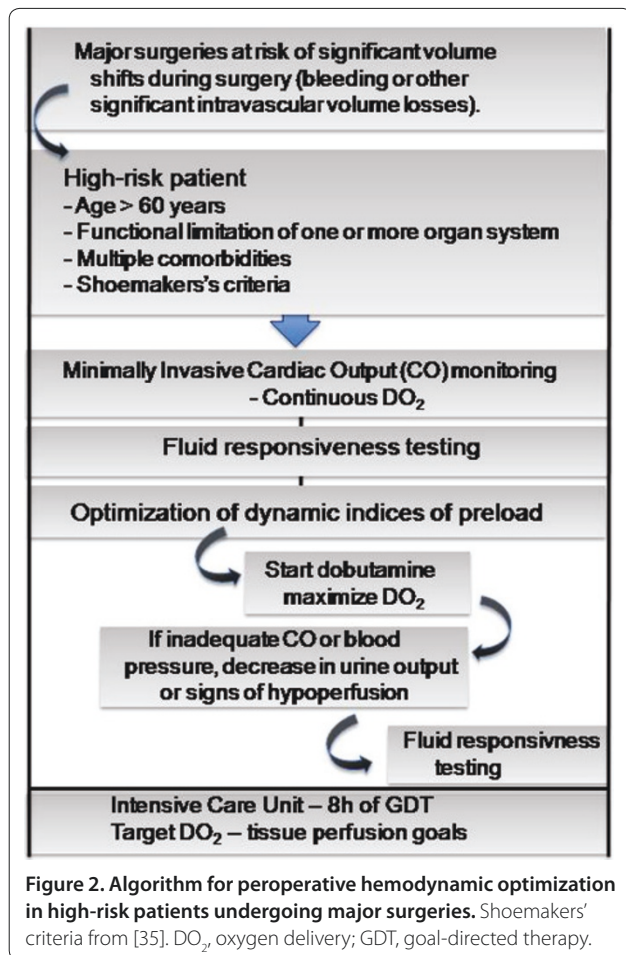 Major surgeries at risk of significant volume
shifts during surgery (bleeding or other
significant intravascular volume losses).
High-risk patient
- Age > 60 years
- Functional limitation of one or more organ system
- Multiple comorbidities
- Shoemakers's criteria
Minimally Invasive Cardiac Output (CO) monitoring
- Continuous DO₂
Fluid responsiveness testing
Optimization of dynamic indices of preload
Start dobutamine
maximize DO₂
If inadequate CO or blood
pressure, decrease in urine output
or signs of hypoperfusion
Fluid responsivness
testing
Intensive Care Unit – 8h of GDT
Target DO₂ – tissue perfusion goals
Figure 2. Algorithm for peroperative hemodynamic optimization
in high-risk patients undergoing major surgeries. Shoemakers'
criteria from [35]. DO₂, oxygen delivery; GDT, goal-directed therapy.